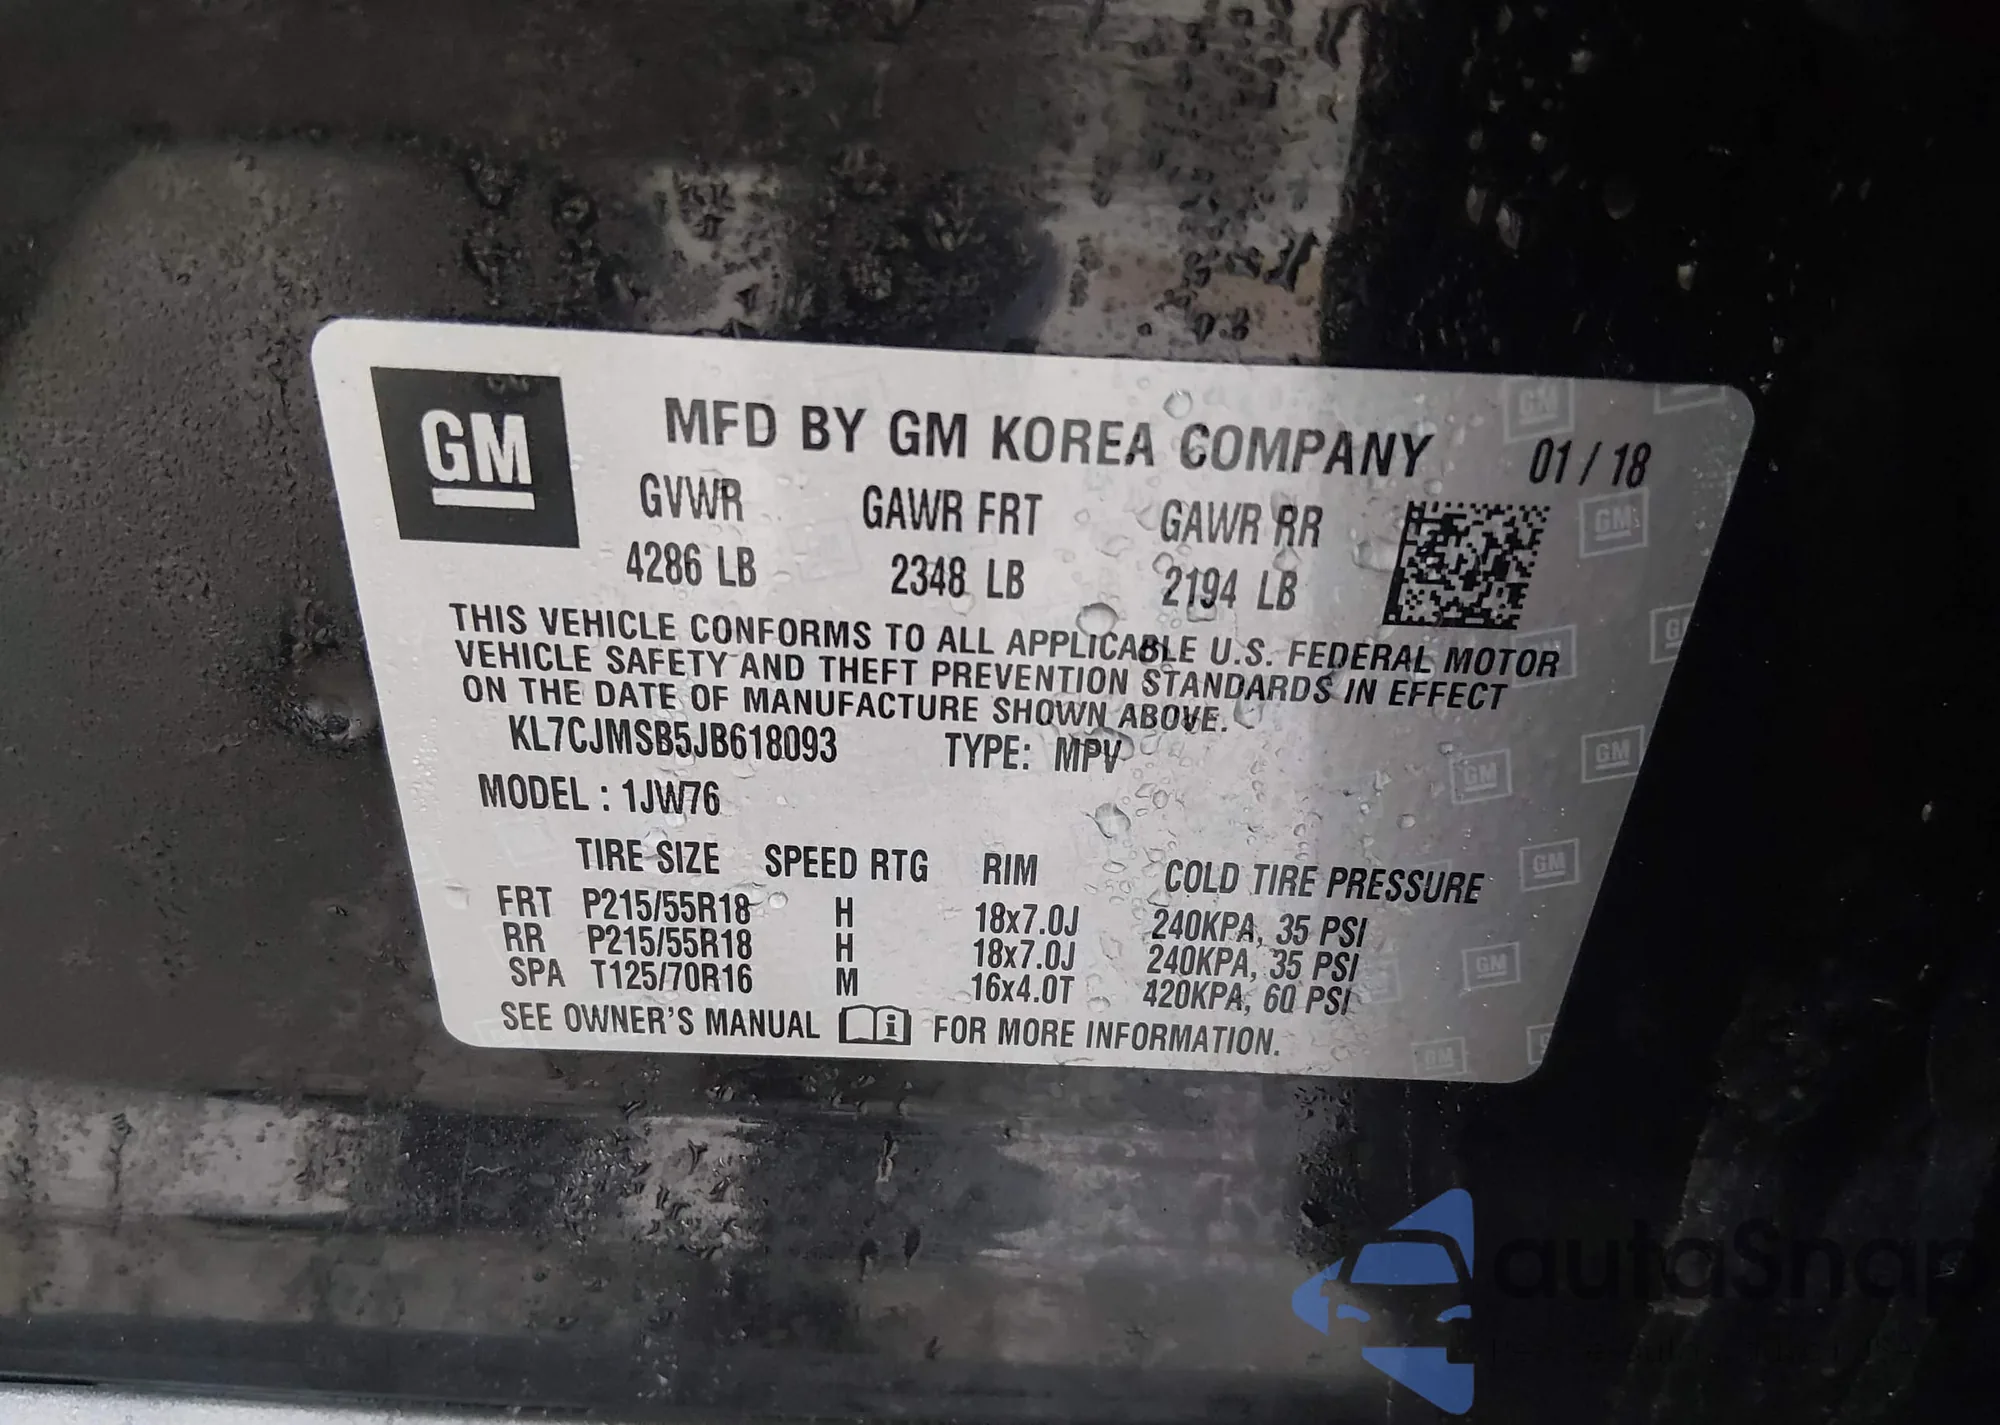 GM
MFD BY GM KOREA COMPANY 01 / 18
GVWR GAWR FRT GAWR RR
4286 LB 2348 LB 2194 LB
THIS VEHICLE CONFORMS TO ALL APPLICABLE U.S. FEDERAL MOTOR
VEHICLE SAFETY AND THEFT PREVENTION STANDARDS IN EFFECT
ON THE DATE OF MANUFACTURE SHOWN ABOVE.
KL7CJMSB5JB618093 TYPE: MPV
MODEL : 1JW76
TIRE SIZE SPEED RTG RIM COLD TIRE PRESSURE
FRT P215/55R18 H 18x7.0J 240KPA, 35 PSI
RR P215/55R18 H 18x7.0J 240KPA, 35 PSI
SPA T125/70R16 M 16x4.0T 420KPA, 60 PSI
SEE OWNER'S MANUAL FOR MORE INFORMATION.
autoSnap